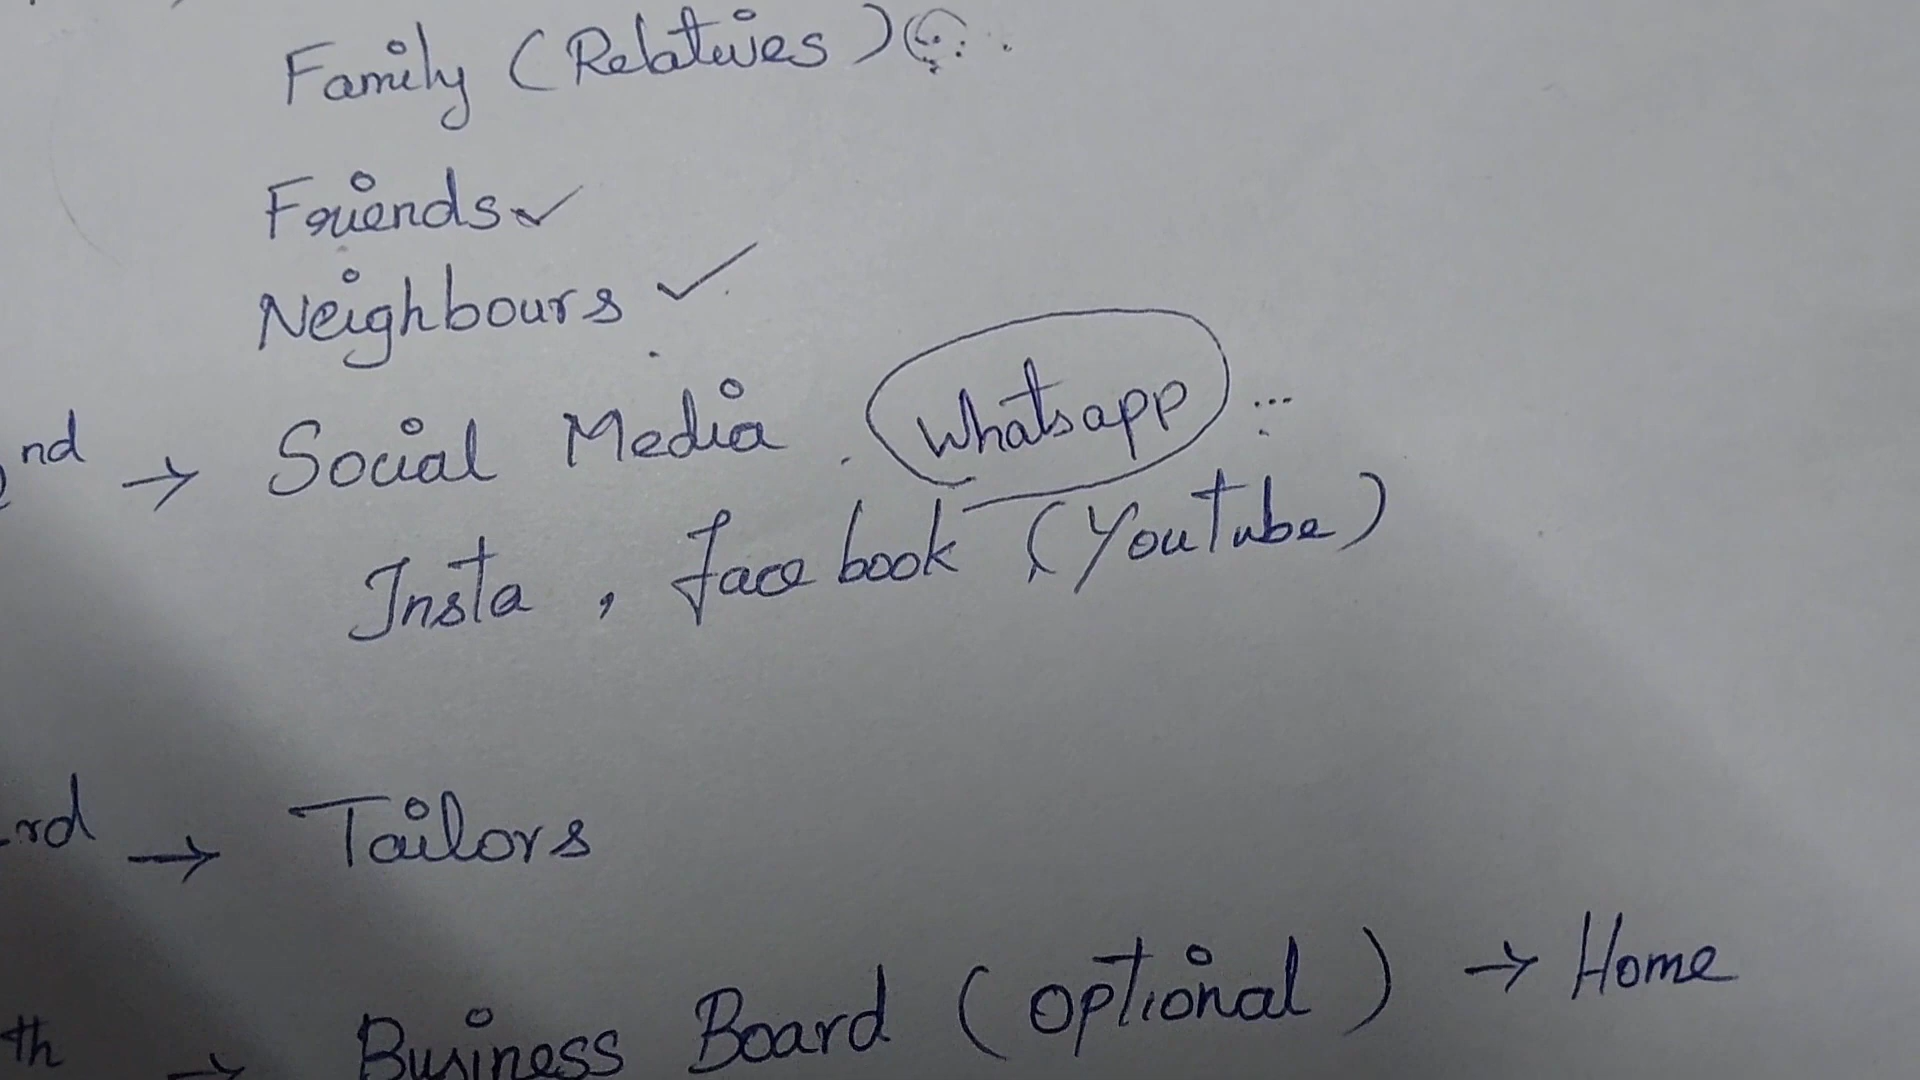 Family (Relatives)
Friends ✓
Neighbours ✓
nd → Social Media . Whatsapp ...
Insta , facebook (YouTube)
rd → Tailors
th → Business Board (optional) → Home